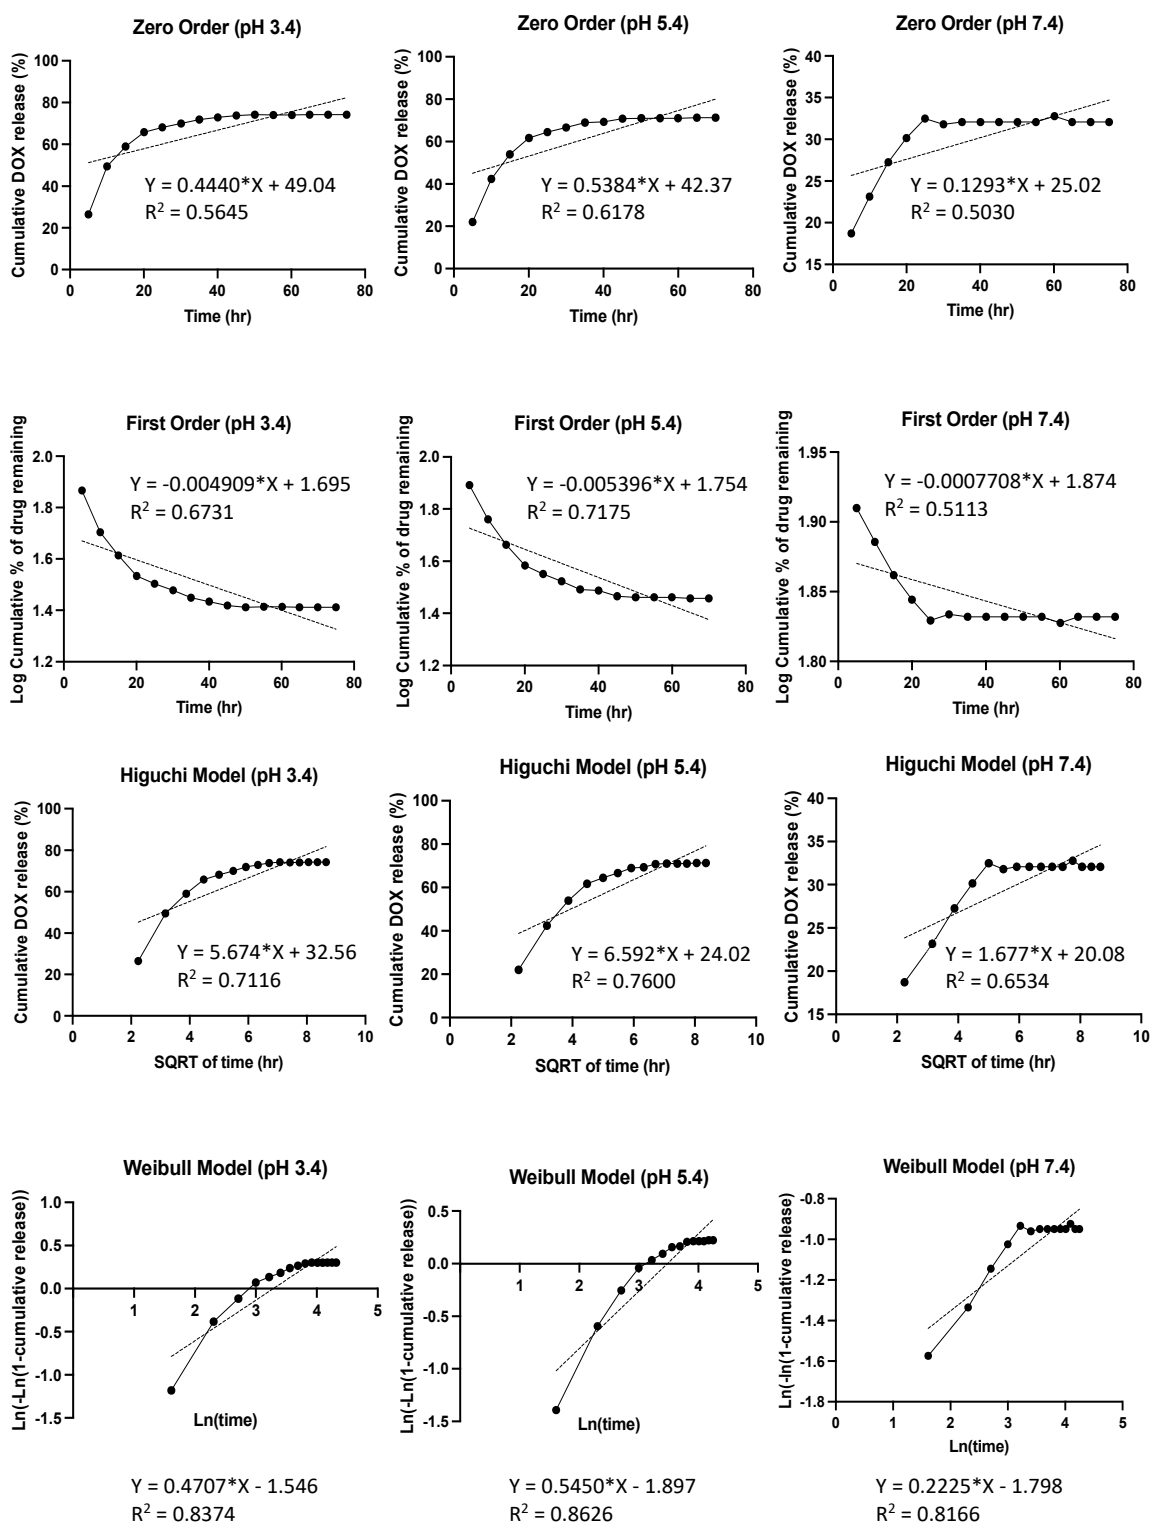 Zero Order (pH 3.4)
Cumulative DOX release (%)
100
80
60
40
20
0
0 20 40 60 80
Time (hr)
Y = 0.4440*X + 49.04
R² = 0.5645
Zero Order (pH 5.4)
Cumulative DOX release (%)
100
80
60
40
20
0
0 20 40 60 80
Time (hr)
Y = 0.5384*X + 42.37
R² = 0.6178
Zero Order (pH 7.4)
Cumulative DOX release (%)
40
35
30
25
20
15
0 20 40 60 80
Time (hr)
Y = 0.1293*X + 25.02
R² = 0.5030
First Order (pH 3.4)
Log Cumulative % of drug remaining
2.0
1.8
1.6
1.4
1.2
0 20 40 60 80
Time (hr)
Y = -0.004909*X + 1.695
R² = 0.6731
First Order (pH 5.4)
Log Cumulative % of drug remaining
2.0
1.8
1.6
1.4
1.2
0 20 40 60 80
Time (hr)
Y = -0.005396*X + 1.754
R² = 0.7175
First Order (pH 7.4)
Log Cumulative % of drug remaining
1.95
1.90
1.85
1.80
0 20 40 60 80
Time (hr)
Y = -0.0007708*X + 1.874
R² = 0.5113
Higuchi Model (pH 3.4)
Cumulative DOX release (%)
100
80
60
40
20
0
0 2 4 6 8 10
SQRT of time (hr)
Y = 5.674*X + 32.56
R² = 0.7116
Higuchi Model (pH 5.4)
Cumulative DOX release (%)
100
80
60
40
20
0
0 2 4 6 8 10
SQRT of time (hr)
Y = 6.592*X + 24.02
R² = 0.7600
Higuchi Model (pH 7.4)
Cumulative DOX release (%)
40
35
30
25
20
15
0 2 4 6 8 10
SQRT of time (hr)
Y = 1.677*X + 20.08
R² = 0.6534
Weibull Model (pH 3.4)
Ln(-Ln(1-cumulative release))
1.0
0.5
0.0
-0.5
-1.0
-1.5
1 2 3 4 5
Ln(time)
Y = 0.4707*X - 1.546
R² = 0.8374
Weibull Model (pH 5.4)
Ln(-Ln(1-cumulative release))
0.5
0.0
-0.5
-1.0
-1.5
1 2 3 4 5
Ln(time)
Y = 0.5450*X - 1.897
R² = 0.8626
Weibull Model (pH 7.4)
Ln(-ln(1-cumulative release)
-0.8
-1.0
-1.2
-1.4
-1.6
-1.8
0 1 2 3 4 5
Ln(time)
Y = 0.2225*X - 1.798
R² = 0.8166